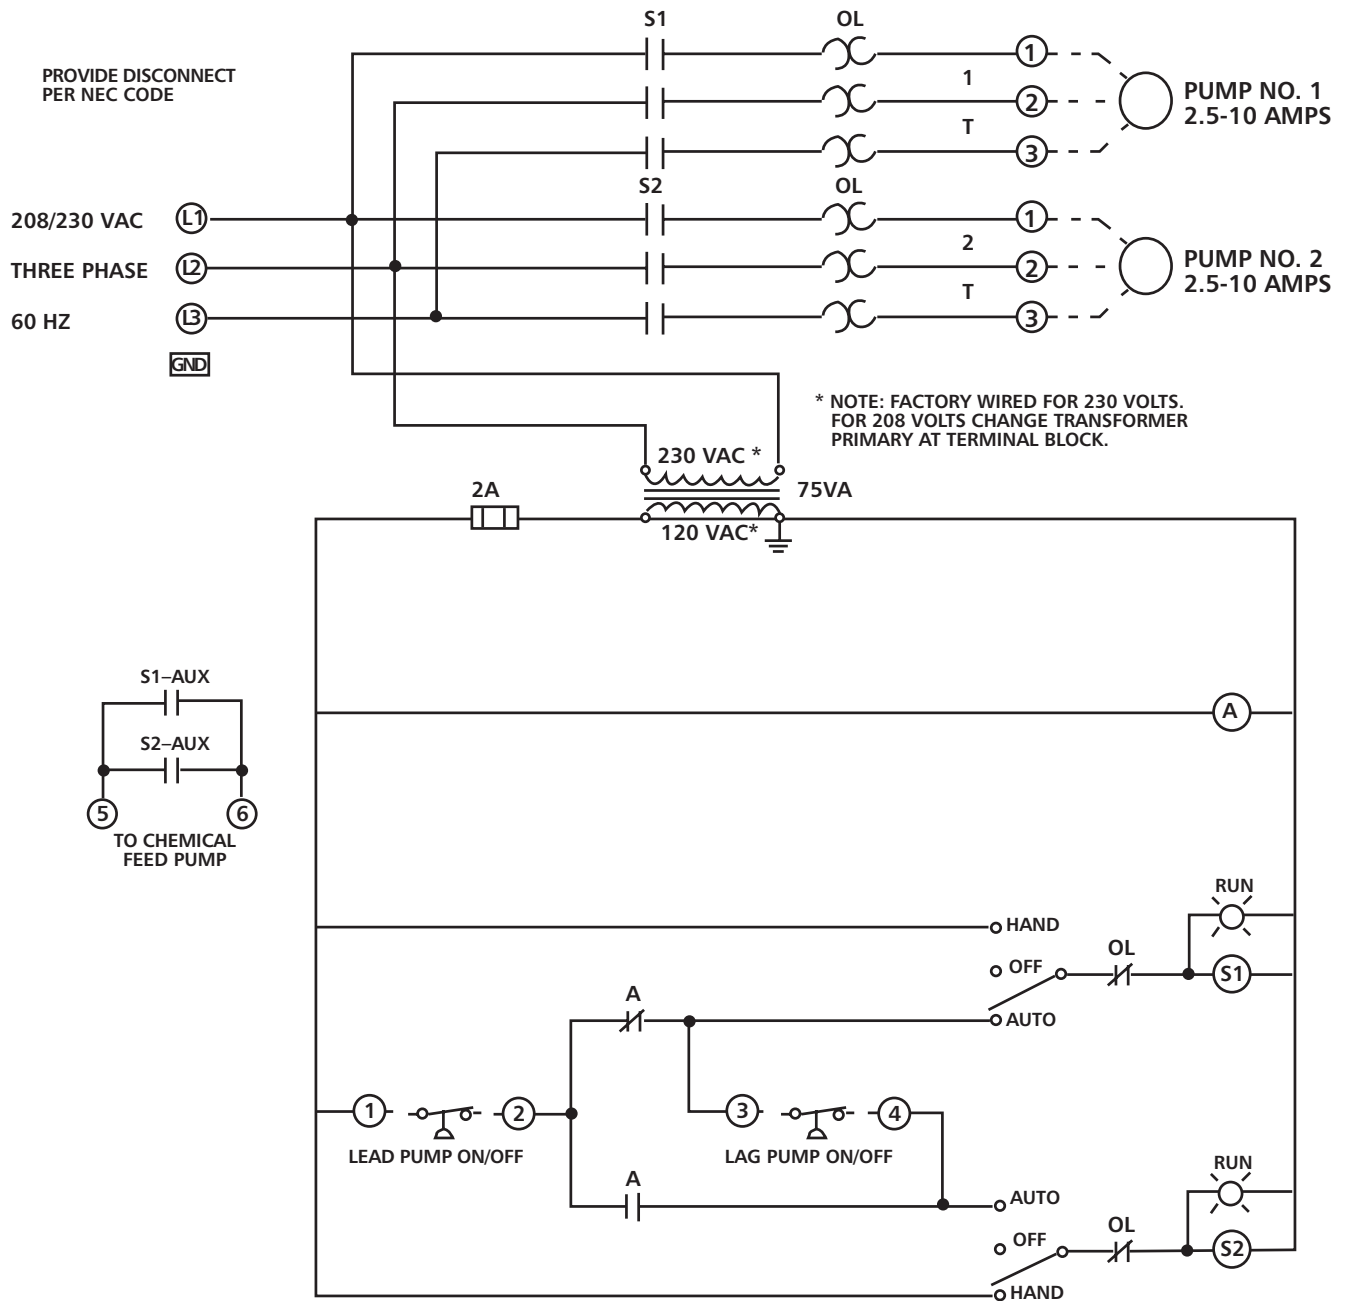 S1
OL
PROVIDE DISCONNECT
PER NEC CODE
1
1
2
T
3
PUMP NO. 1
2.5-10 AMPS
S2
OL
208/230 VAC
L1
1
2
THREE PHASE
L2
2
T
60 HZ
L3
3
PUMP NO. 2
2.5-10 AMPS
GND
* NOTE: FACTORY WIRED FOR 230 VOLTS.
FOR 208 VOLTS CHANGE TRANSFORMER
PRIMARY AT TERMINAL BLOCK.
230 VAC *
2A
75VA
120 VAC*
S1–AUX
A
S2–AUX
5
6
TO CHEMICAL
FEED PUMP
RUN
HAND
OL
OFF
S1
A
AUTO
1
2
3
4
LEAD PUMP ON/OFF
LAG PUMP ON/OFF
A
RUN
AUTO
OL
OFF
S2
HAND